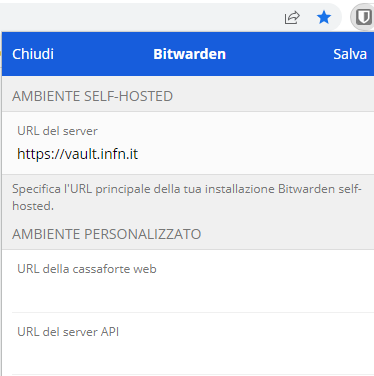 Chiudi Bitwarden Salva
AMBIENTE SELF-HOSTED
URL del server
https://vault.infn.it
Specifica l'URL principale della tua installazione Bitwarden self-
hosted.
AMBIENTE PERSONALIZZATO
URL della cassaforte web
URL del server API